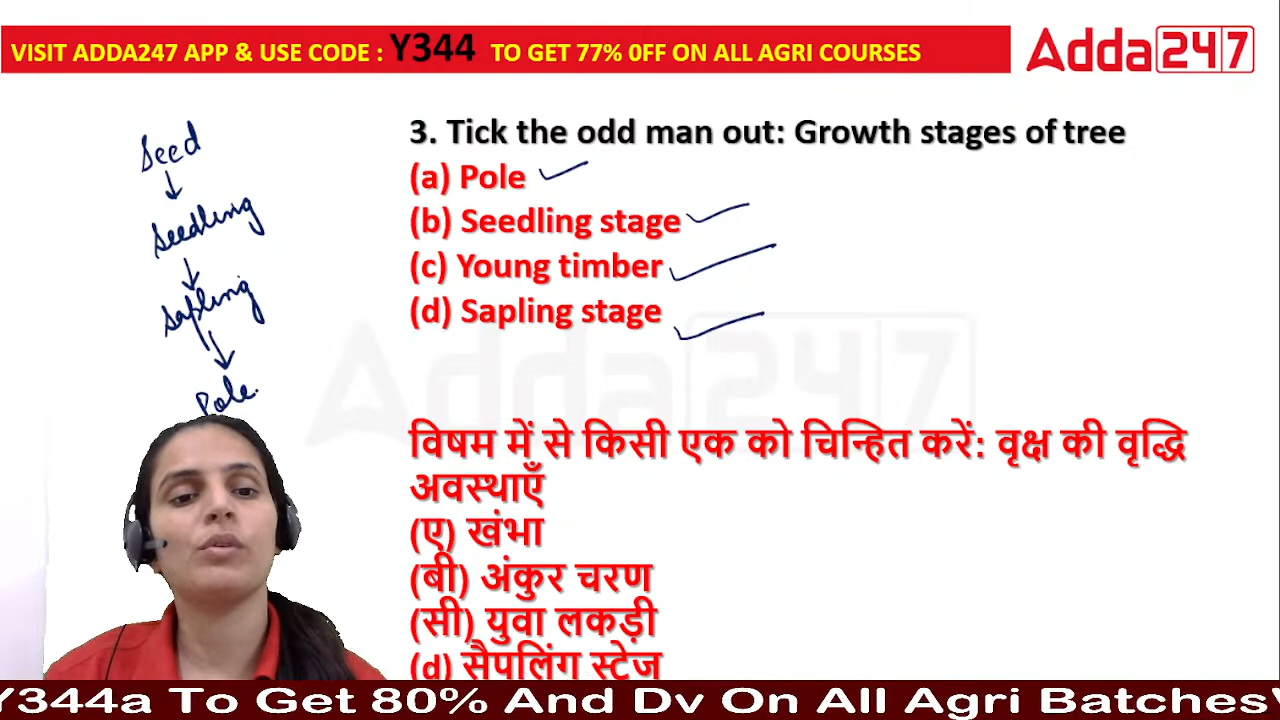 VISIT ADDA247 APP & USE CODE : Y344 TO GET 77% 0FF ON ALL AGRI COURSES
Adda247
Seed
Seedling
Sapling
Pole
3. Tick the odd man out: Growth stages of tree
(a) Pole
(b) Seedling stage
(c) Young timber
(d) Sapling stage
Adda247
विषम में से किसी एक को चिन्हित करें: वृक्ष की वृद्धि
अवस्थाएँ
(ए) खंभा
(बी) अंकुर चरण
(सी) युवा लकड़ी
(d) सैपलिंग स्टेज
Y344a To Get 80% And Dv On All Agri Batches